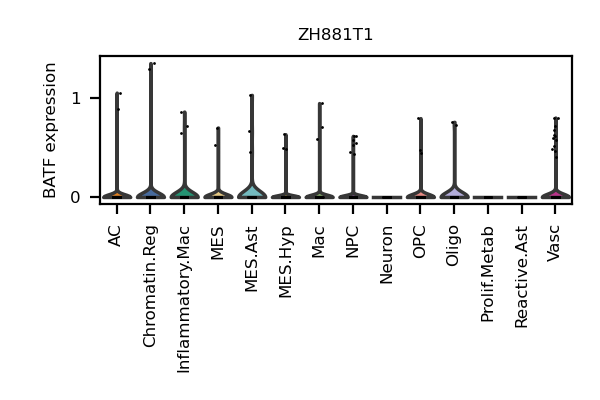 ZH881T1
BATF expression
1
0
AC
Chromatin.Reg
Inflammatory.Mac
MES
MES.Ast
MES.Hyp
Mac
NPC
Neuron
OPC
Oligo
Prolif.Metab
Reactive.Ast
Vasc